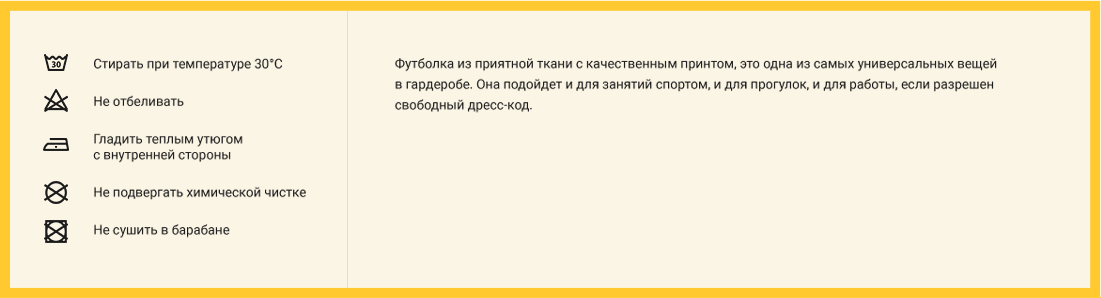 30
Стирать при температуре 30°C
Не отбеливать
Гладить теплым утюгом
с внутренней стороны
Не подвергать химической чистке
Не сушить в барабане
Футболка из приятной ткани с качественным принтом, это одна из самых универсальных вещей
в гардеробе. Она подойдет и для занятий спортом, и для прогулок, и для работы, если разрешен
свободный дресс-код.